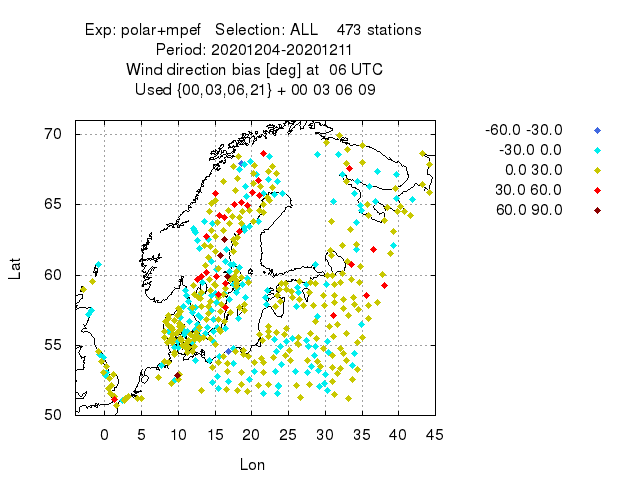 Exp: polar+mpef   Selection: ALL    473 stations
Period: 20201204-20201211
Wind direction bias [deg] at  06 UTC
Used {00,03,06,21} + 00 03 06 09
-60.0 -30.0
-30.0 0.0
0.0 30.0
30.0 60.0
60.0 90.0
Lat
70
65
60
55
50
0 5 10 15 20 25 30 35 40 45
Lon